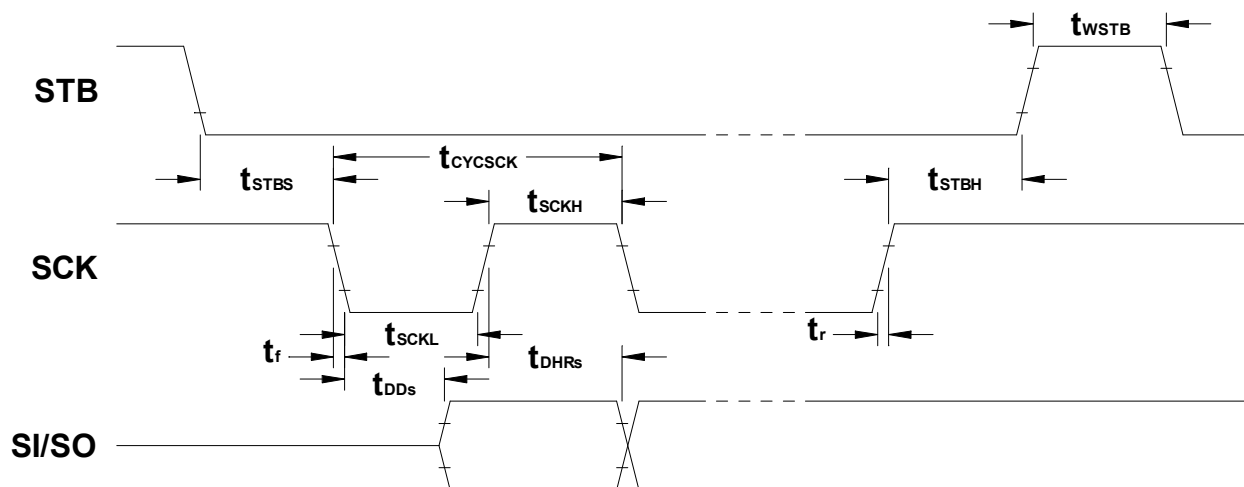 tWSTB
STB
tCYCSCK
tSTBS
tSTBH
tSCKH
SCK
tSCKL
tr
tf
tDHRs
tDDs
SI/SO